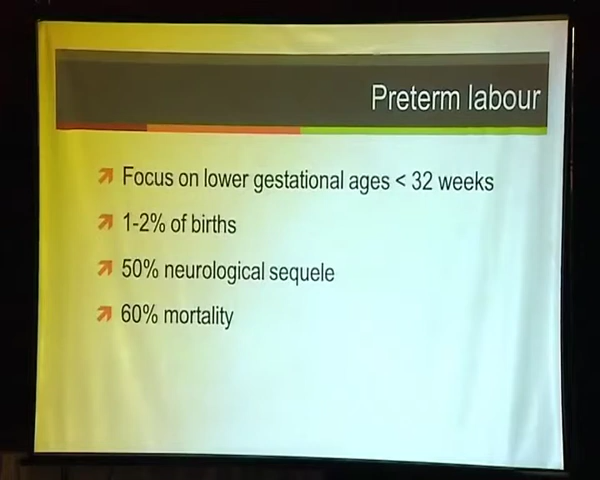 Preterm labour
Focus on lower gestational ages < 32 weeks
1-2% of births
50% neurological sequele
60% mortality